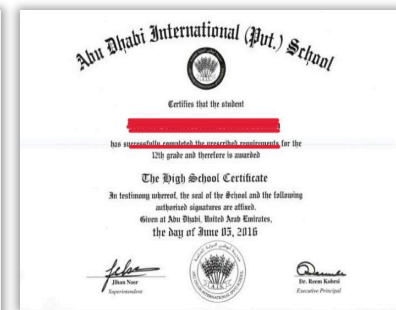 Abu Dhabi International (Pvt.) School
Certifies that the student
has successfully completed the prescribed requirements for the
12th grade and therefore is awarded
The High School Certificate
In testimony whereof, the seal of the School and the following
authorized signatures are affixed.
Given at Abu Dhabi, United Arab Emirates,
the day of June 05, 2016
Jihan Nasr
Superintendent
A.I.S.
Dr. Reem Kobesi
Executive Principal